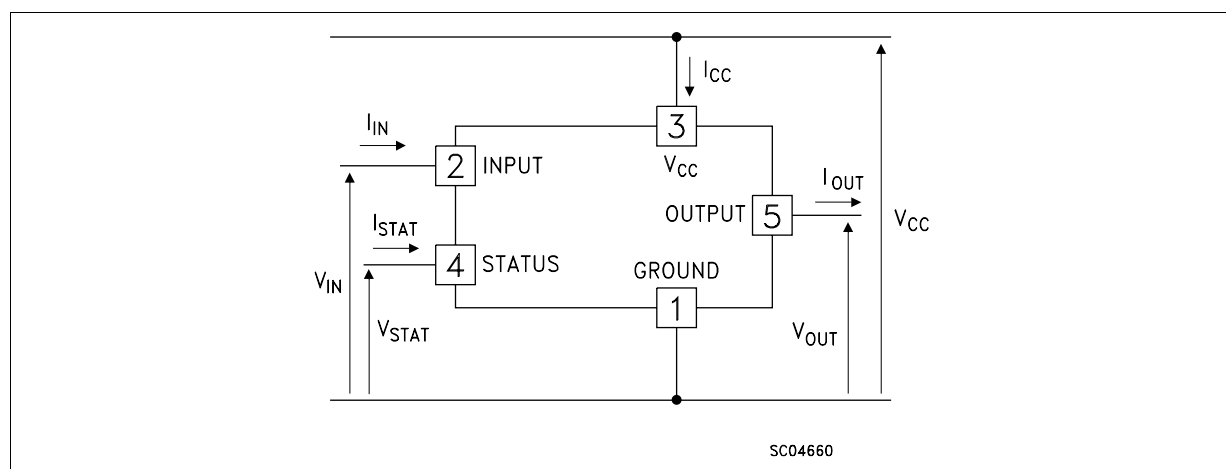 I_CC
I_IN
3
2 INPUT
V_CC
I_OUT
OUTPUT 5
V_CC
I_STAT
4 STATUS
GROUND
V_IN
1
V_STAT
V_OUT
SC04660